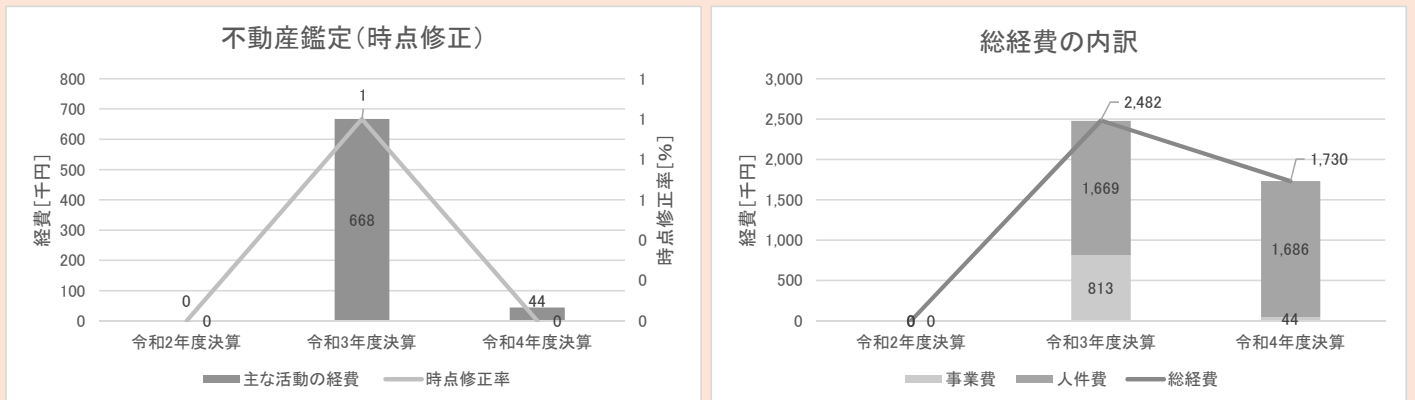 不動産鑑定（時点修正）
800
700
600
500
400
300
200
100
0
経費[千円]
1
1
1
1
0
0
0
時点修正率[%]
1
668
0
0
44
0
令和2年度決算
令和3年度決算
令和4年度決算
主な活動の経費
時点修正率
総経費の内訳
3,000
2,500
2,000
1,500
1,000
500
0
経費[千円]
2,482
1,730
1,669
1,686
813
44
0
0
令和2年度決算
令和3年度決算
令和4年度決算
事業費
人件費
総経費